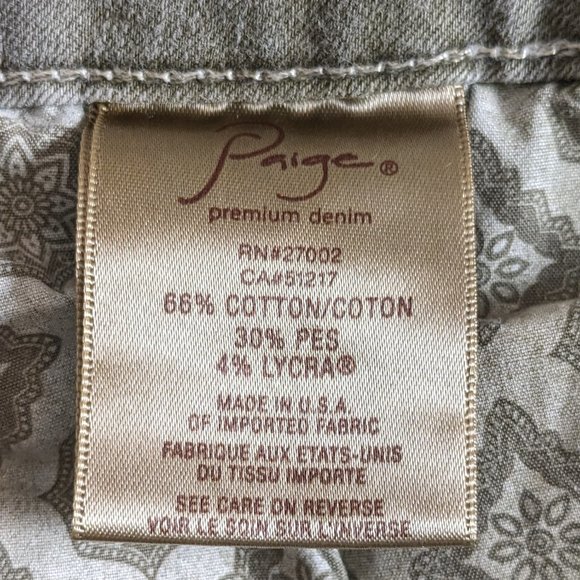 Paige®
premium denim
RN#27002
CA#51217
66% COTTON/COTON
30% PES
4% LYCRA®
MADE IN U.S.A.
OF IMPORTED FABRIC
FABRIQUE AUX ETATS-UNIS
DU TISSU IMPORTE
SEE CARE ON REVERSE
VOIR LE SOIN SUR L'INVERSE